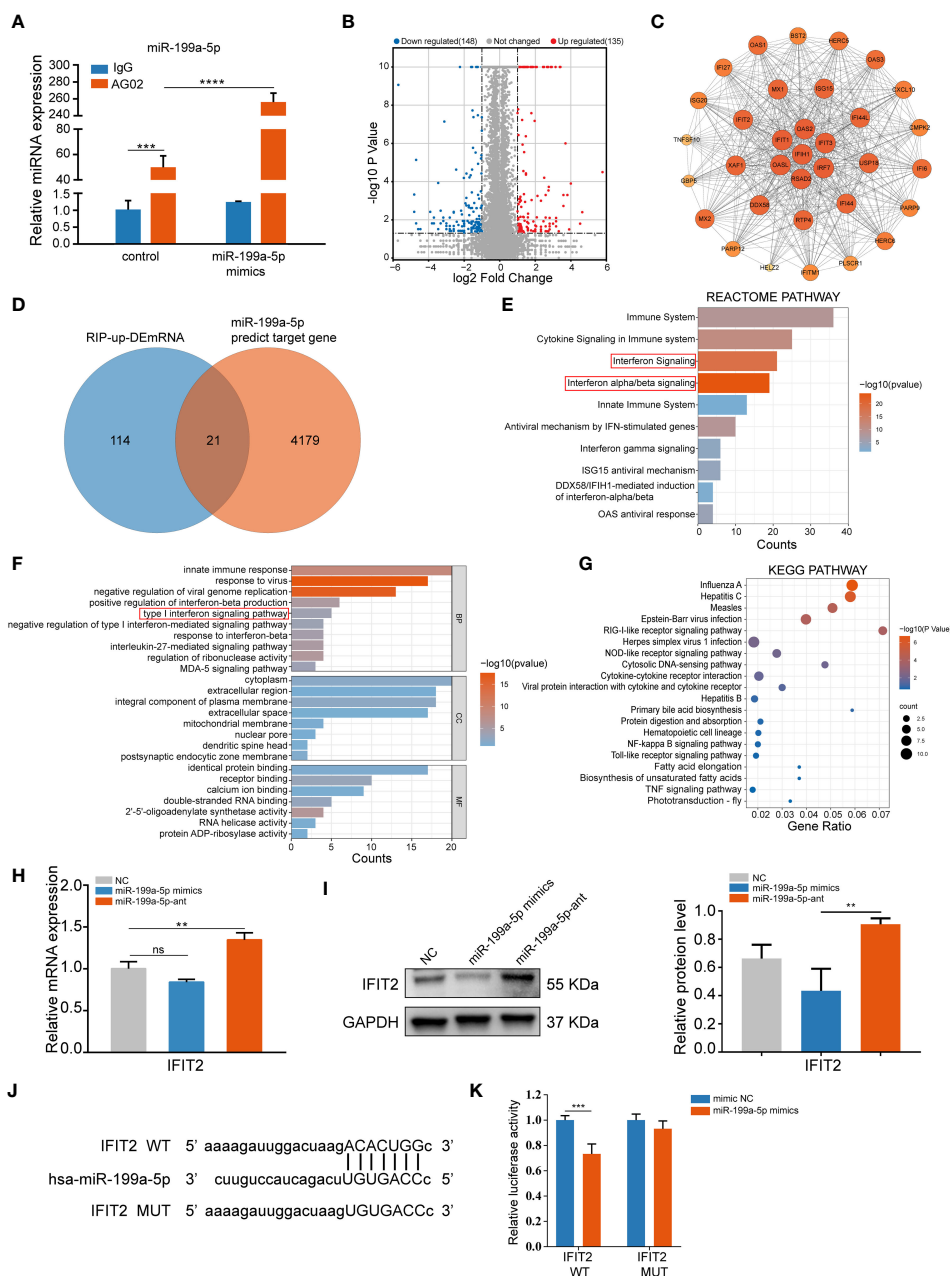 A
miR-199a-5p
IgG
AG02
Relative miRNA expression
300
280
260
240
80
60
40
1.5
1.0
0.5
0.0
***
****
control
miR-199a-5p
mimics
B
Down regulated(148)
Not changed
Up regulated(135)
-log10 P Value
10
8
6
4
2
0
−6
−4
−2
0
2
4
6
log2 Fold Change
C
BST2
OAS1
HERC5
IFI27
OAS3
MX1
ISG15
ISG20
CXCL10
IFIT2
OAS2
IFI44L
TNFSF10
IFIT1
IFIT3
CMPK2
IFIH1
GBP5
XAF1
OASL
IRF7
USP18
IFI6
RSAD2
MX2
DDX58
IFI44
PARP9
RTP4
PARP12
HERC6
HELZ2
IFITM1
PLSCR1
D
RIP-up-DEmRNA
miR-199a-5p
predict target gene
114
21
4179
E
REACTOME PATHWAY
Immune System
Cytokine Signaling in Immune system
Interferon Signaling
Interferon alpha/beta signaling
Innate Immune System
Antiviral mechanism by IFN-stimulated genes
Interferon gamma signaling
ISG15 antiviral mechanism
DDX58/IFIH1-mediated induction
of interferon-alpha/beta
OAS antiviral response
0
10
20
30
40
Counts
−log10(pvalue)
20
15
10
5
F
innate immune response
response to virus
negative regulation of viral genome replication
positive regulation of interferon-beta production
type I interferon signaling pathway
negative regulation of type I interferon-mediated signaling pathway
response to interferon-beta
interleukin-27-mediated signaling pathway
regulation of ribonuclease activity
MDA-5 signaling pathway
cytoplasm
extracellular region
integral component of plasma membrane
extracellular space
mitochondrial membrane
nuclear pore
dendritic spine head
postsynaptic endocytic zone membrane
identical protein binding
receptor binding
calcium ion binding
double-stranded RNA binding
2'-5'-oligoadenylate synthetase activity
RNA helicase activity
protein ADP-ribosylase activity
BP
CC
MF
0
5
10
15
20
Counts
−log10(pvalue)
15
10
5
G
KEGG PATHWAY
Influenza A
Hepatitis C
Measles
Epstein-Barr virus infection
RIG-I-like receptor signaling pathway
Herpes simplex virus 1 infection
NOD-like receptor signaling pathway
Cytosolic DNA-sensing pathway
Cytokine-cytokine receptor interaction
Viral protein interaction with cytokine and cytokine receptor
Hepatitis B
Primary bile acid biosynthesis
Protein digestion and absorption
Hematopoietic cell lineage
NF-kappa B signaling pathway
Toll-like receptor signaling pathway
Fatty acid elongation
Biosynthesis of unsaturated fatty acids
TNF signaling pathway
Phototransduction - fly
0.02
0.03
0.04
0.05
0.06
0.07
Gene Ratio
−log10(P Value)
6
4
2
count
2.5
5.0
7.5
10.0
H
NC
miR-199a-5p mimics
miR-199a-5p-ant
Relative mRNA expression
2.0
1.5
1.0
0.5
0.0
**
ns
IFIT2
I
NC
miR-199a-5p mimics
miR-199a-5p-ant
IFIT2
55 KDa
GAPDH
37 KDa
NC
miR-199a-5p mimics
miR-199a-5p-ant
Relative protein level
1.0
0.8
0.6
0.4
0.2
0.0
**
IFIT2
J
IFIT2 WT 5' aaaagauuggacuaagACACUGGc 3'
hsa-miR-199a-5p 3' cuuguccaucagacuUGUGACCc 5'
IFIT2 MUT 5' aaaagauuggacuaagUGUGACCc 3'
K
mimic NC
miR-199a-5p mimics
Relative luciferase activity
1.2
1.0
0.8
0.6
0.4
0.2
0.0
***
IFIT2
WT
IFIT2
MUT